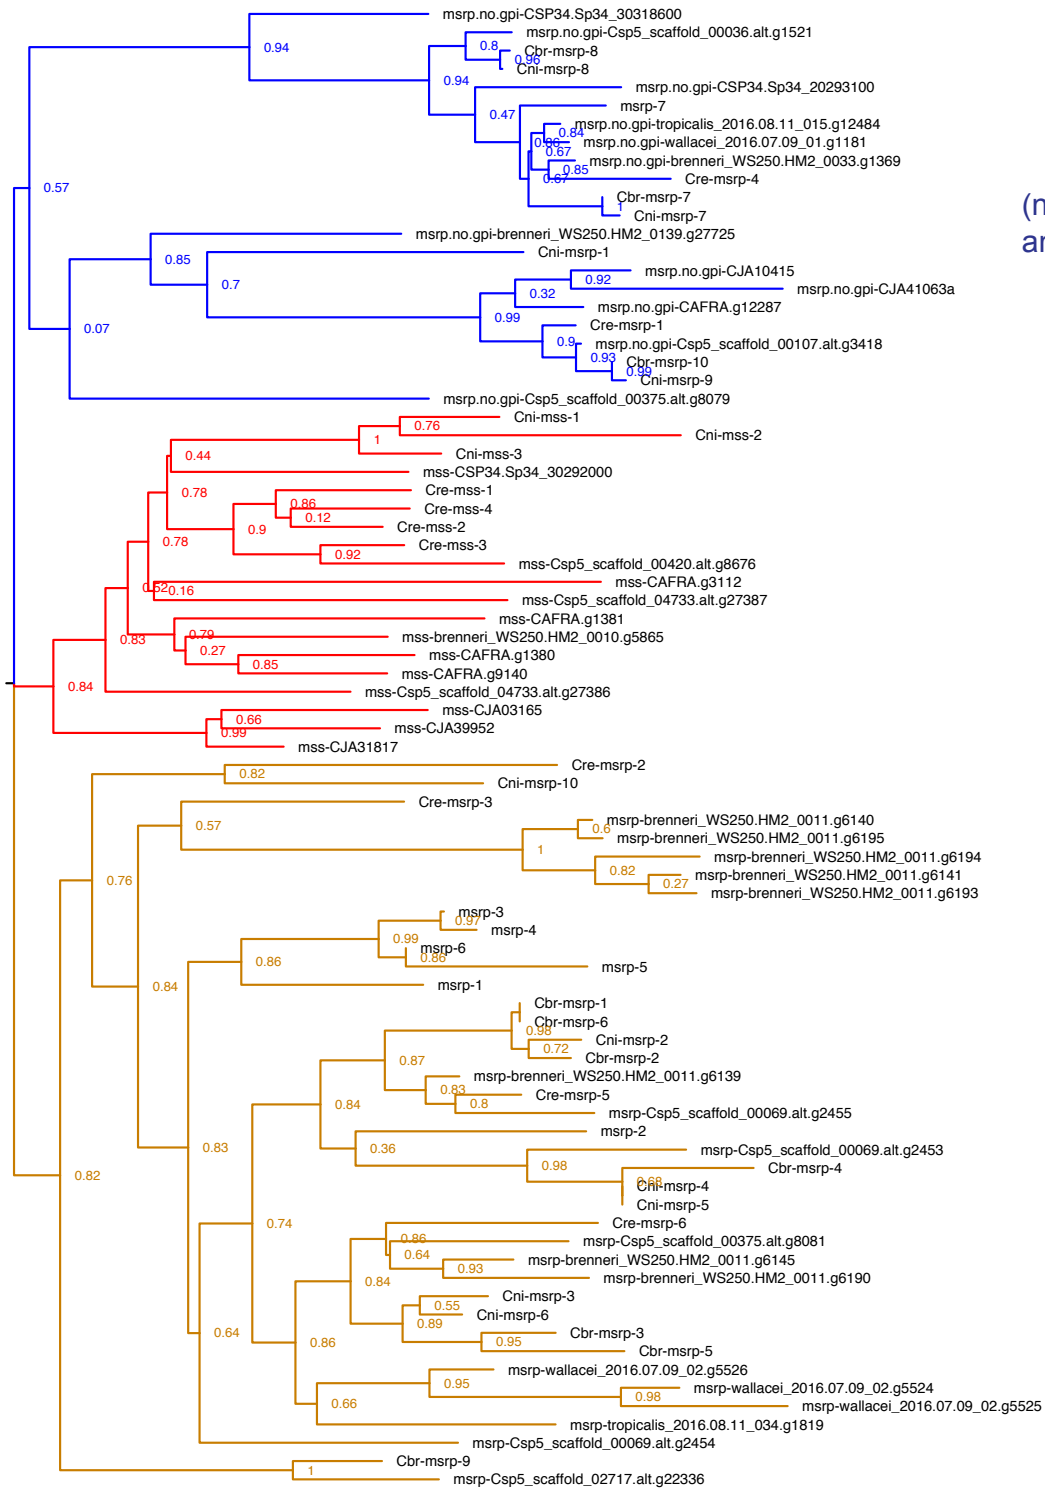 msrp.no.gpi-CSP34.Sp34_30318600
msrp.no.gpi-Csp5_scaffold_00036.alt.g1521
0.94
0.8
Cbr-msrp-8
0.96
Cni-msrp-8
0.94
msrp.no.gpi-CSP34.Sp34_20293100
msrp-7
0.47
msrp.no.gpi-tropicalis_2016.08.11_015.g12484
0.84
msrp.no.gpi-wallacei_2016.07.09_01.g1181
0.67
msrp.no.gpi-brenneri_WS250.HM2_0033.g1369
0.85
0.67
Cre-msrp-4
0.57
Cbr-msrp-7
1
Cni-msrp-7
(n
msrp.no.gpi-brenneri_WS250.HM2_0139.g27725
ar
Cni-msrp-1
0.85
msrp.no.gpi-CJA10415
0.92
0.7
msrp.no.gpi-CJA41063a
0.32
msrp.no.gpi-CAFRA.g12287
0.99
Cre-msrp-1
0.07
0.9
msrp.no.gpi-Csp5_scaffold_00107.alt.g3418
0.93
Cbr-msrp-10
0.99
Cni-msrp-9
msrp.no.gpi-Csp5_scaffold_00375.alt.g8079
Cni-mss-1
0.76
Cni-mss-2
1
Cni-mss-3
0.44
mss-CSP34.Sp34_30292000
Cre-mss-1
0.78
0.86
Cre-mss-4
0.12
Cre-mss-2
0.9
0.78
Cre-mss-3
0.92
mss-Csp5_scaffold_00420.alt.g8676
mss-CAFRA.g3112
0.52
0.16
mss-Csp5_scaffold_04733.alt.g27387
mss-CAFRA.g1381
0.79
0.83
mss-brenneri_WS250.HM2_0010.g5865
0.27
mss-CAFRA.g1380
0.85
mss-CAFRA.g9140
0.84
mss-Csp5_scaffold_04733.alt.g27386
mss-CJA03165
0.66
mss-CJA39952
0.99
mss-CJA31817
Cre-msrp-2
0.82
Cni-msrp-10
Cre-msrp-3
msrp-brenneri_WS250.HM2_0011.g6140
0.57
0.6
msrp-brenneri_WS250.HM2_0011.g6195
1
msrp-brenneri_WS250.HM2_0011.g6194
0.82
msrp-brenneri_WS250.HM2_0011.g6141
0.76
0.27
msrp-brenneri_WS250.HM2_0011.g6193
msrp-3
0.97
msrp-4
0.99
msrp-6
0.86
0.86
msrp-5
msrp-1
0.84
Cbr-msrp-1
Cbr-msrp-6
0.98
Cni-msrp-2
0.72
Cbr-msrp-2
0.87
msrp-brenneri_WS250.HM2_0011.g6139
0.83
Cre-msrp-5
0.8
0.84
msrp-Csp5_scaffold_00069.alt.g2455
msrp-2
0.83
0.36
msrp-Csp5_scaffold_00069.alt.g2453
Cbr-msrp-4
0.98
0.82
Cni-msrp-4
0.68
Cni-msrp-5
Cre-msrp-6
0.74
0.86
msrp-Csp5_scaffold_00375.alt.g8081
0.64
msrp-brenneri_WS250.HM2_0011.g6145
0.93
msrp-brenneri_WS250.HM2_0011.g6190
0.84
Cni-msrp-3
0.55
Cni-msrp-6
0.89
0.64
Cbr-msrp-3
0.86
0.95
Cbr-msrp-5
msrp-wallacei_2016.07.09_02.g5526
0.95
msrp-wallacei_2016.07.09_02.g5524
0.98
0.66
msrp-wallacei_2016.07.09_02.g5525
msrp-tropicalis_2016.08.11_034.g1819
msrp-Csp5_scaffold_00069.alt.g2454
Cbr-msrp-9
1
msrp-Csp5_scaffold_02717.alt.g22336